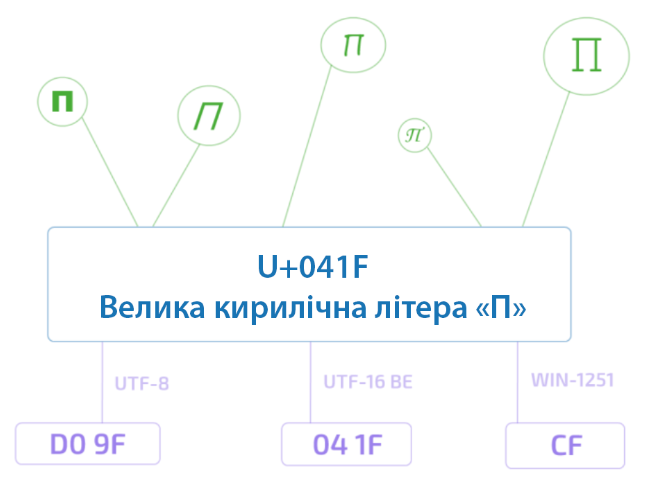 П
П
П
П
П
U+041F
Велика кирилічна літера «П»
UTF-8
UTF-16 BE
WIN-1251
D0 9F
04 1F
CF